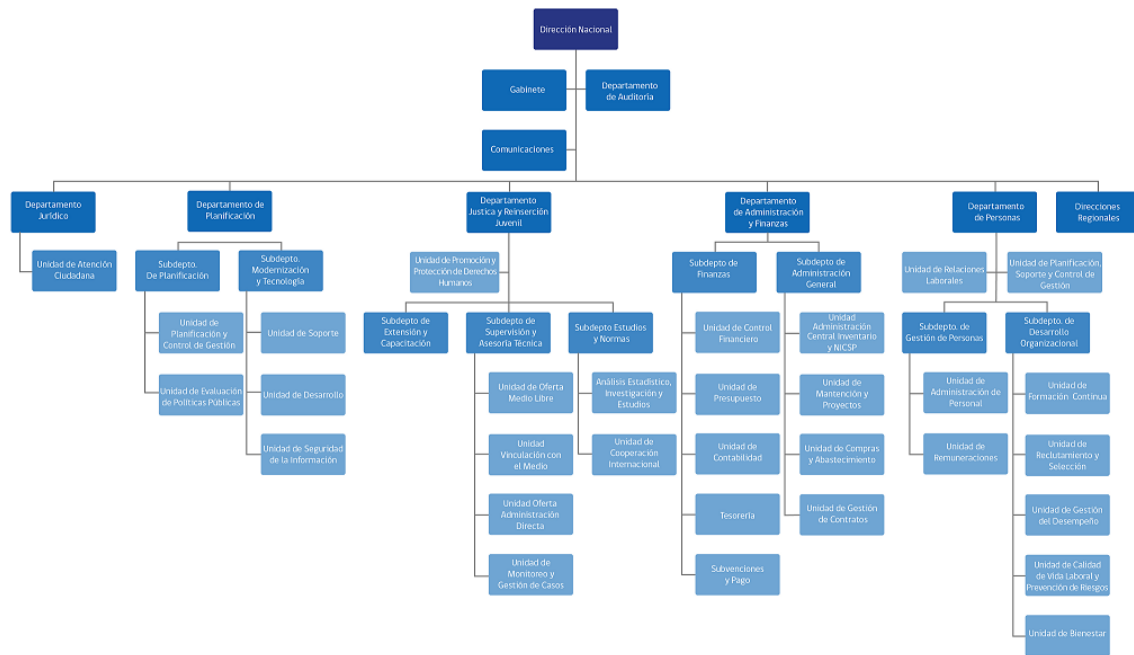 Dirección Nacional
Gabinete
Departamento
de Auditoría
Comunicaciones
Departamento
Jurídico
Departamento de
Planificación
Departamento
Justica y Reinserción
Juvenil
Departamento
de Administración
y Finanzas
Departamento
de Personas
Direcciones
Regionales
Unidad de Atención
Ciudadana
Subdepto.
De Planificación
Subdepto.
Modernización
y Tecnología
Unidad de Promoción y
Protección de Derechos
Humanos
Subdepto de
Finanzas
Subdepto de
Administración
General
Unidad de Relaciones
Laborales
Unidad de Planificación,
Soporte y Control de
Gestión
Unidad de
Planificación y
Control de Gestión
Unidad de Soporte
Subdepto de
Extensión y
Capacitación
Subdepto de
Supervisión y
Asesoría Técnica
Subdepto Estudios
y Normas
Unidad de Control
Financiero
Unidad
Administración
Central Inventario
y NICSP
Subdepto. de
Gestión de Personas
Subdepto. de
Desarrollo
Organizacional
Unidad de Evaluación
de Políticas Públicas
Unidad de Desarrollo
Unidad de Oferta
Medio Libre
Análisis Estadístico,
Investigación y
Estudios
Unidad de
Presupuesto
Unidad de
Mantención y
Proyectos
Unidad de
Administración de
Personal
Unidad de
Formación Continua
Unidad de Seguridad
de la Información
Unidad
Vinculación con
el Medio
Unidad de
Cooperación
Internacional
Unidad de
Contabilidad
Unidad de Compras
y Abastecimiento
Unidad de
Remuneraciones
Unidad de
Reclutamiento y
Selección
Unidad Oferta
Administración
Directa
Tesorería
Unidad de Gestión
de Contratos
Unidad de Gestión
del Desempeño
Unidad de
Monitoreo y
Gestión de Casos
Subvenciones
y Pago
Unidad de Calidad
de Vida Laboral y
Prevención de Riesgos
Unidad de Bienestar